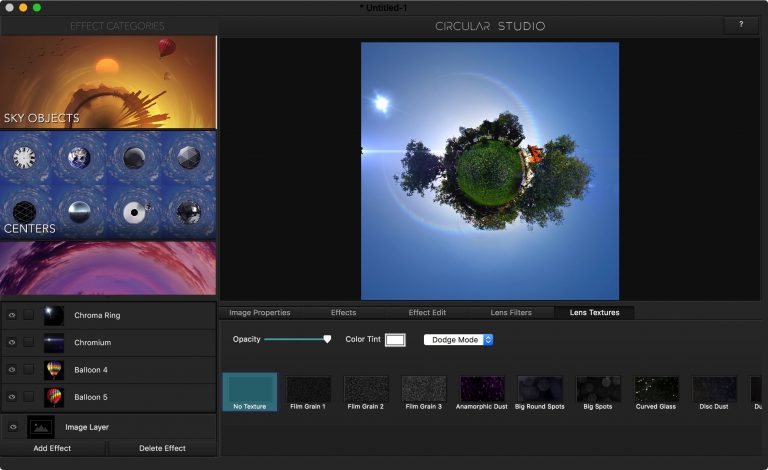 * Untitled-1
EFFECT CATEGORIES
CIRCULAR STUDIO
?
SKY OBJECTS
CENTERS
Image Properties
Effects
Effect Edit
Lens Filters
Lens Textures
Opacity
Color Tint
Dodge Mode
No Texture
Film Grain 1
Film Grain 2
Film Grain 3
Anamorphic Dust
Big Round Spots
Big Spots
Curved Glass
Disc Dust
Du
Chroma Ring
Chromium
Balloon 4
Balloon 5
Image Layer
Add Effect
Delete Effect